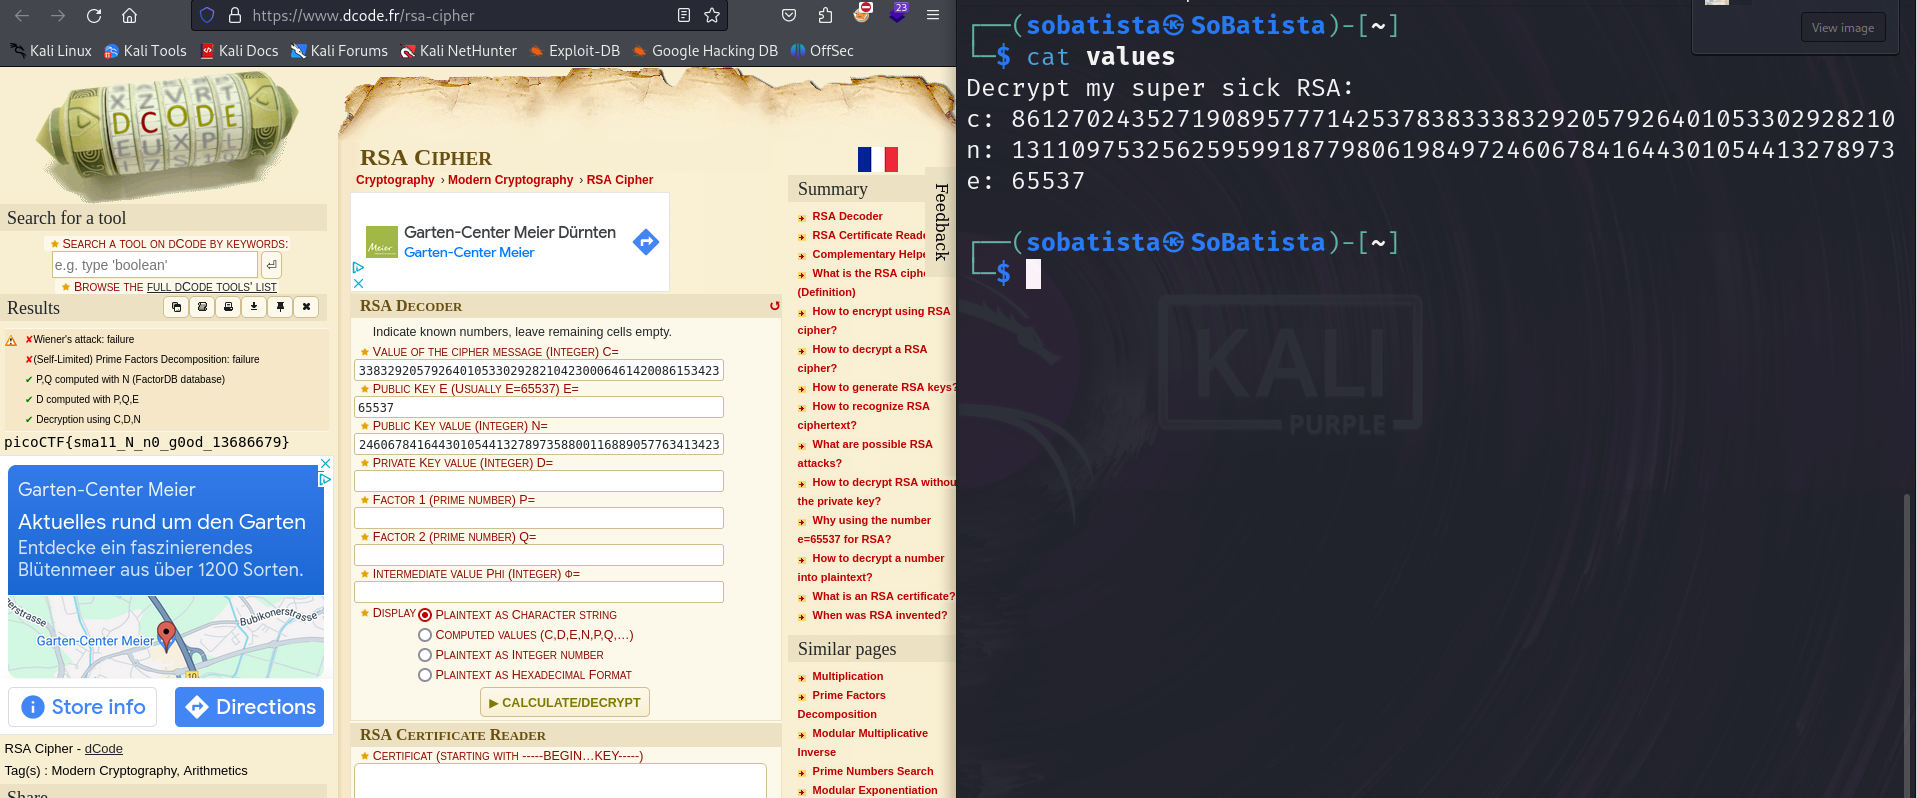 https://www.dcode.fr/rsa-cipher
23
Kali Linux
Kali Tools
Kali Docs
Kali Forums
Kali NetHunter
Exploit-DB
Google Hacking DB
OffSec
DCODE
Search for a tool
★ Search a tool on dCode by keywords:
e.g. type 'boolean'
★ Browse the full dCode tools' list
Results
✘Wiener's attack: failure
✘(Self-Limited) Prime Factors Decomposition: failure
✔ P,Q computed with N (FactorDB database)
✔ D computed with P,Q,E
✔ Decryption using C,D,N
picoCTF{sma11_N_n0_g0od_13686679}
Garten-Center Meier
Aktuelles rund um den Garten
Entdecke ein faszinierendes
Blütenmeer aus über 1200 Sorten.
Bubikonerstrasse
Garten-Center Meier
Store info
Directions
RSA Cipher - dCode
Tag(s) : Modern Cryptography, Arithmetics
Share
RSA Cipher
Cryptography › Modern Cryptography › RSA Cipher
Meier
Garten-Center Meier Dürnten
Garten-Center Meier
RSA Decoder
Indicate known numbers, leave remaining cells empty.
★ Value of the cipher message (Integer) C=
33832920579264010533029282104230006461420086153423
★ Public Key E (Usually E=65537) E=
65537
★ Public Key value (Integer) N=
24606784164430105441327897358800116889057763413423
★ Private Key value (Integer) D=
★ Factor 1 (prime number) P=
★ Factor 2 (prime number) Q=
★ Intermediate value Phi (Integer) Φ=
★ Display
Plaintext as Character string
Computed values (C,D,E,N,P,Q,…)
Plaintext as Integer number
Plaintext as Hexadecimal Format
▶ CALCULATE/DECRYPT
RSA Certificate Reader
★ Certificat (starting with -----BEGIN…KEY-----)
Summary
RSA Decoder
RSA Certificate Reade
Complementary Helpe
What is the RSA ciphe
(Definition)
How to encrypt using RSA
cipher?
How to decrypt a RSA
cipher?
How to generate RSA keys?
How to recognize RSA
ciphertext?
What are possible RSA
attacks?
How to decrypt RSA withou
the private key?
Why using the number
e=65537 for RSA?
How to decrypt a number
into plaintext?
What is an RSA certificate?
When was RSA invented?
Similar pages
Multiplication
Prime Factors
Decomposition
Modular Multiplicative
Inverse
Prime Numbers Search
Modular Exponentiation
Feedback
View image
┌──(sobatista㉿SoBatista)-[~]
└─$ cat values
Decrypt my super sick RSA:
c: 86127024352719089577714253783833383292057926401053302928210
n: 13110975325625959918779806198497246067841644301054413278973
e: 65537
┌──(sobatista㉿SoBatista)-[~]
└─$
KALI
PURPLE